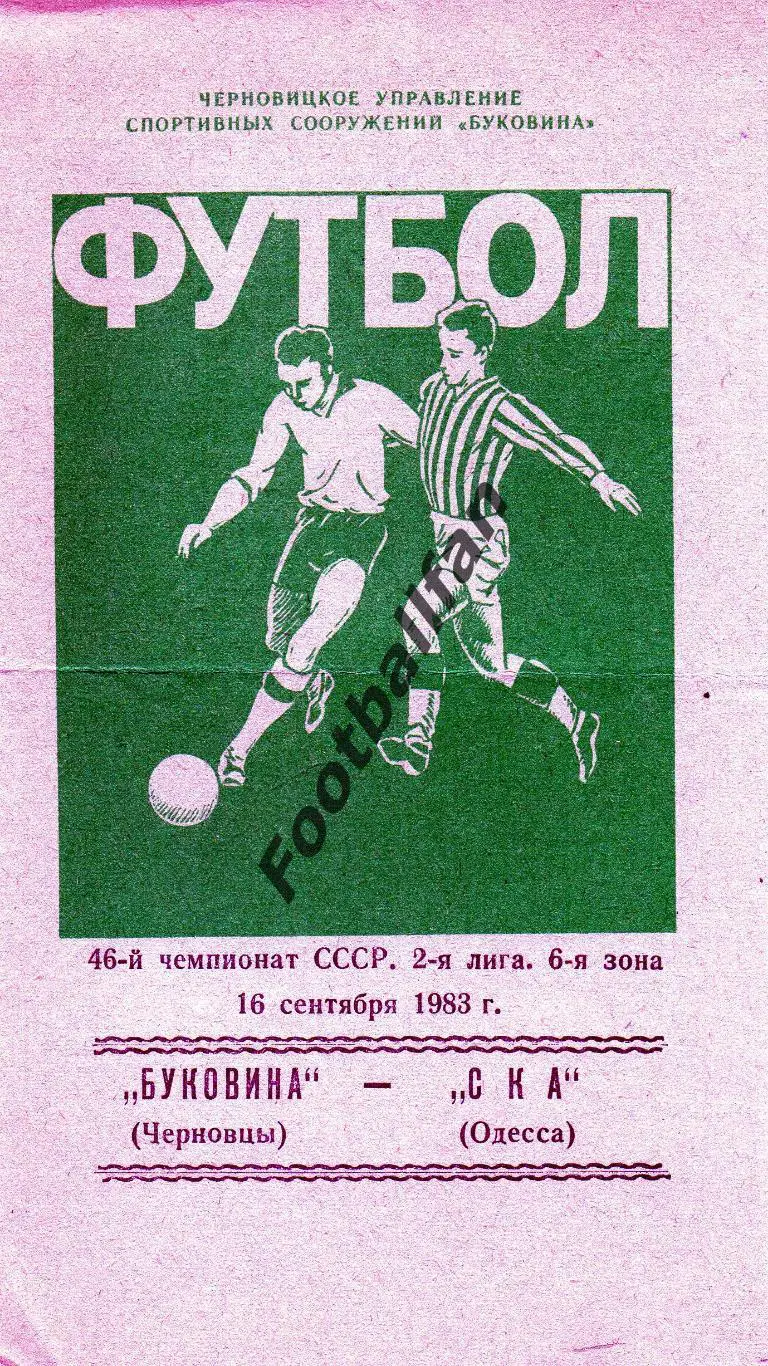 ЧЕРНОВИЦКОЕ УПРАВЛЕНИЕ
СПОРТИВНЫХ СООРУЖЕНИЙ «БУКОВИНА»
ФУТБОЛ
Footballfan
46-й чемпионат СССР. 2-я лига. 6-я зона
16 сентября 1983 г.
„БУКОВИНА“ — „С К А“
(Черновцы) (Одесса)